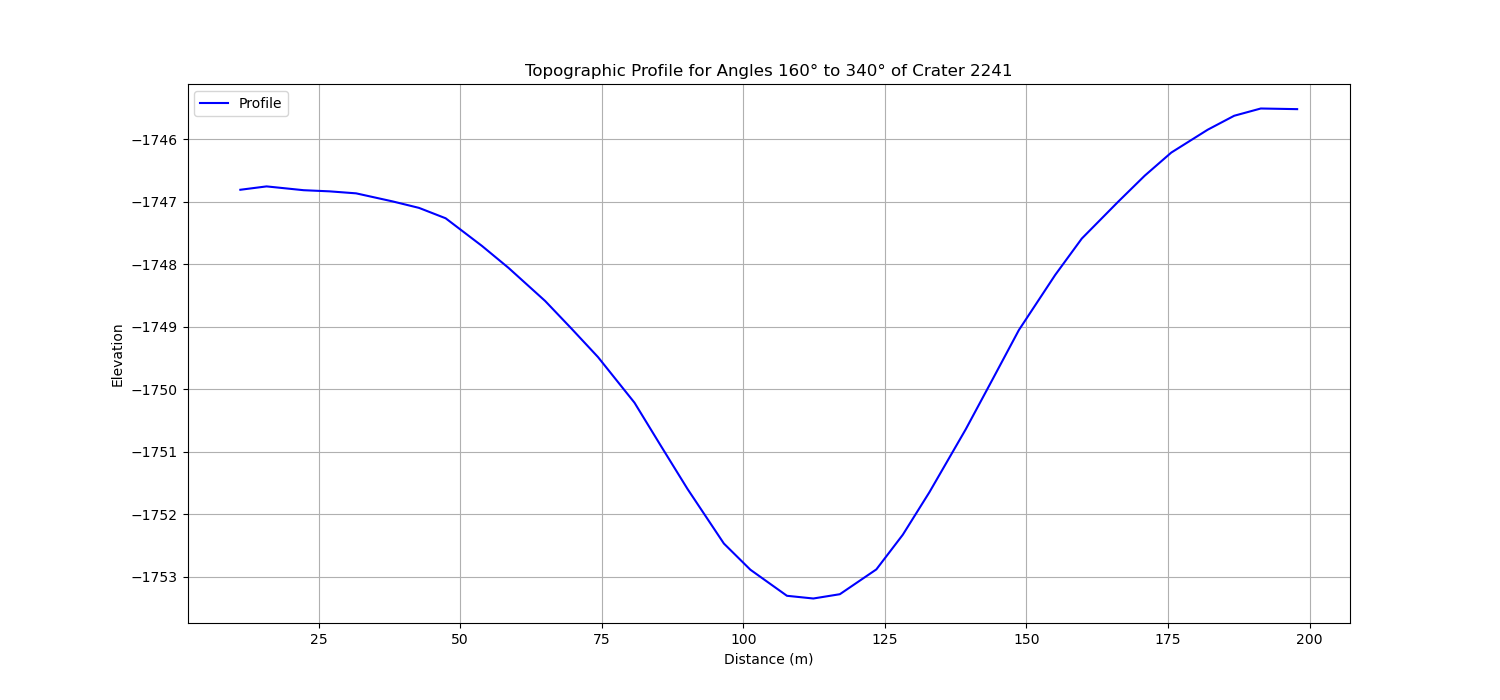 Topographic Profile for Angles 160° to 340° of Crater 2241
Profile
Elevation
−1746
−1747
−1748
−1749
−1750
−1751
−1752
−1753
25 50 75 100 125 150 175 200
Distance (m)